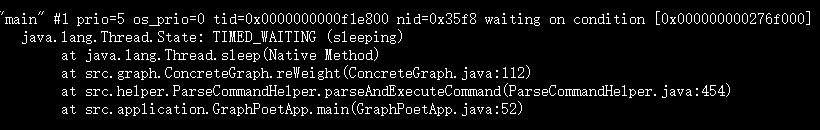 "main" #1 prio=5 os_prio=0 tid=0x0000000000f1e800 nid=0x35f8 waiting on condition [0x000000000276f000]
java.lang.Thread.State: TIMED_WAITING (sleeping)
at java.lang.Thread.sleep(Native Method)
at src.graph.ConcreteGraph.reWeight(ConcreteGraph.java:112)
at src.helper.ParseCommandHelper.parseAndExecuteCommand(ParseCommandHelper.java:454)
at src.application.GraphPoetApp.main(GraphPoetApp.java:52)